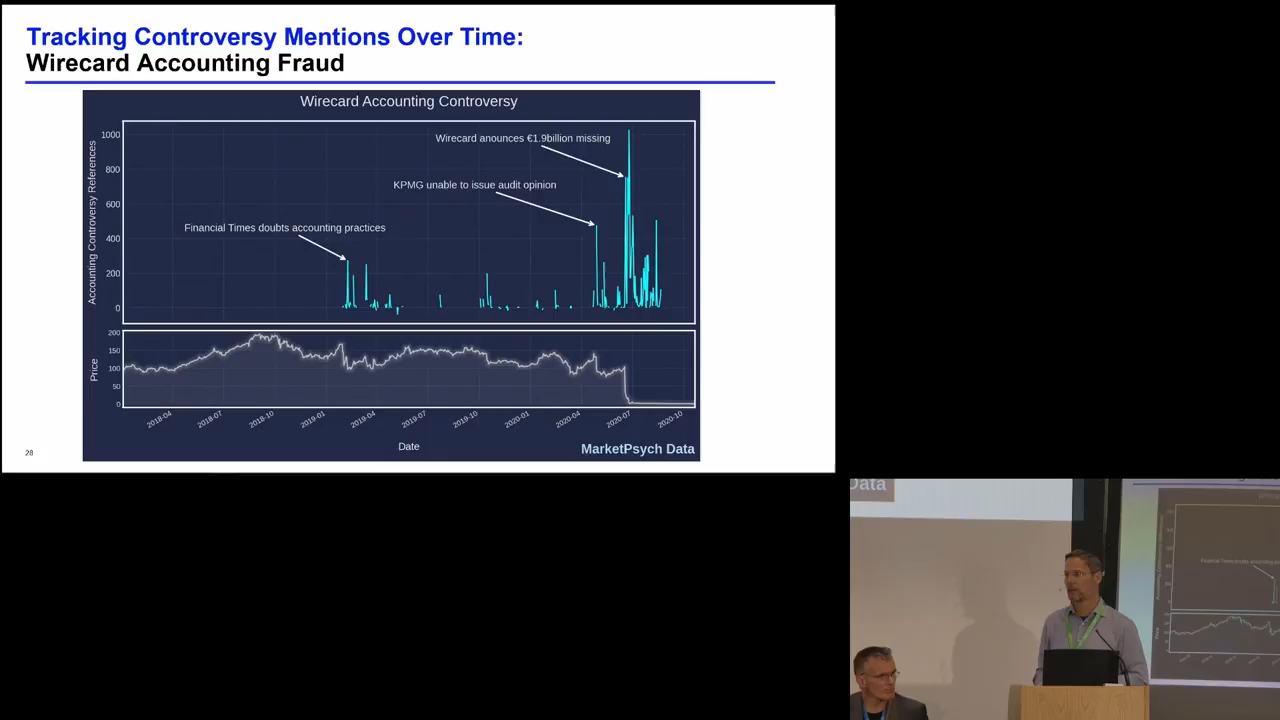 Tracking Controversy Mentions Over Time:
Wirecard Accounting Fraud
Wirecard Accounting Controversy
1000
800
600
400
200
0
Accounting Controversy References
Wirecard anounces €1.9billion missing
KPMG unable to issue audit opinion
Financial Times doubts accounting practices
200
150
100
50
0
Price
2018-04
2018-07
2018-10
2019-01
2019-04
2019-07
2019-10
2020-01
2020-04
2020-07
2020-10
Date
MarketPsych Data
28
Data
Price